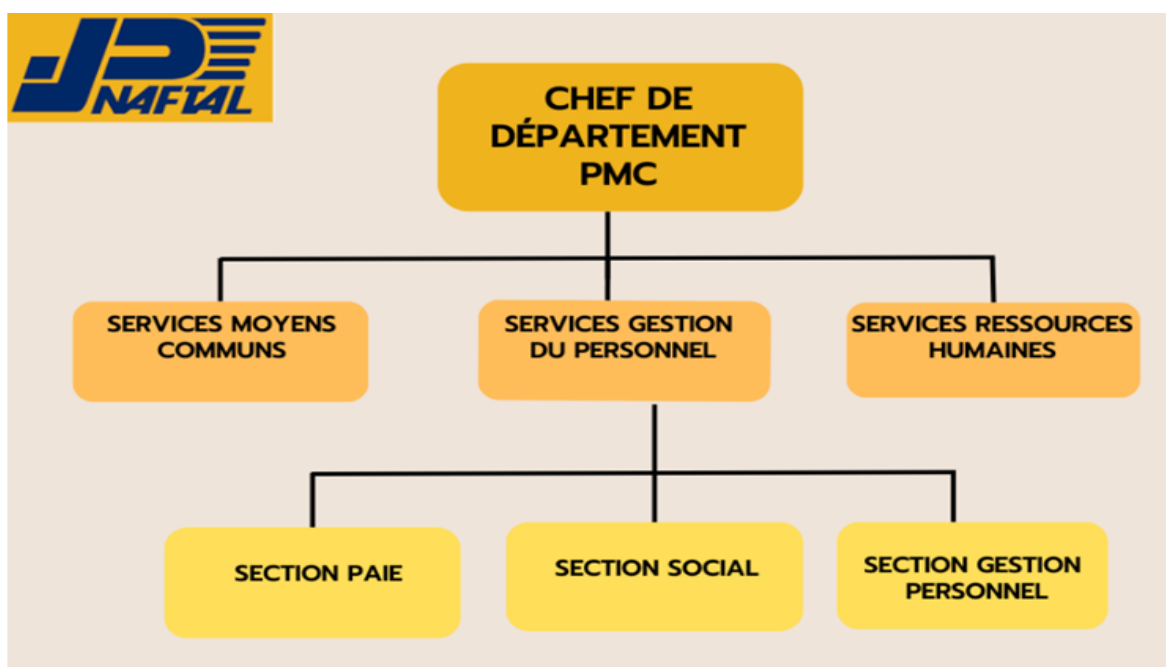 NAFTAL
CHEF DE
DÉPARTEMENT
PMC
SERVICES MOYENS
COMMUNS
SERVICES GESTION
DU PERSONNEL
SERVICES RESSOURCES
HUMAINES
SECTION PAIE
SECTION SOCIAL
SECTION GESTION
PERSONNEL